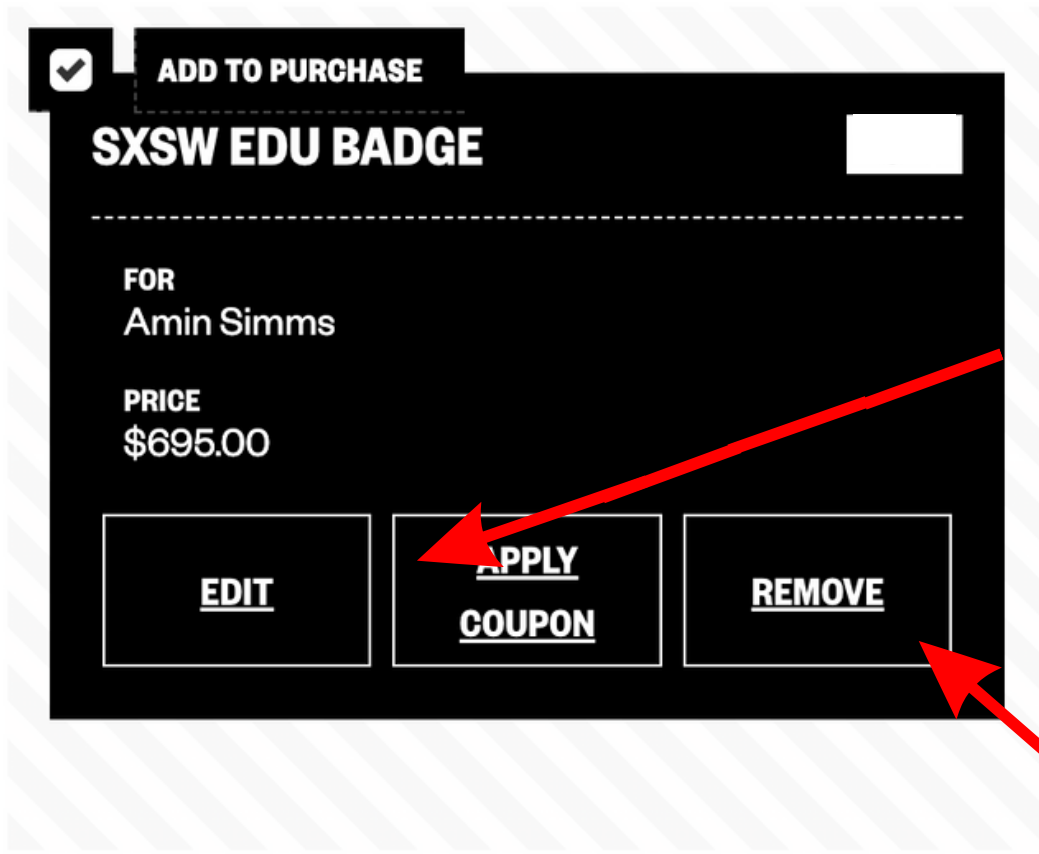 ADD TO PURCHASE
SXSW EDU BADGE
FOR
Amin Simms
PRICE
$695.00
EDIT
APPLY
COUPON
REMOVE